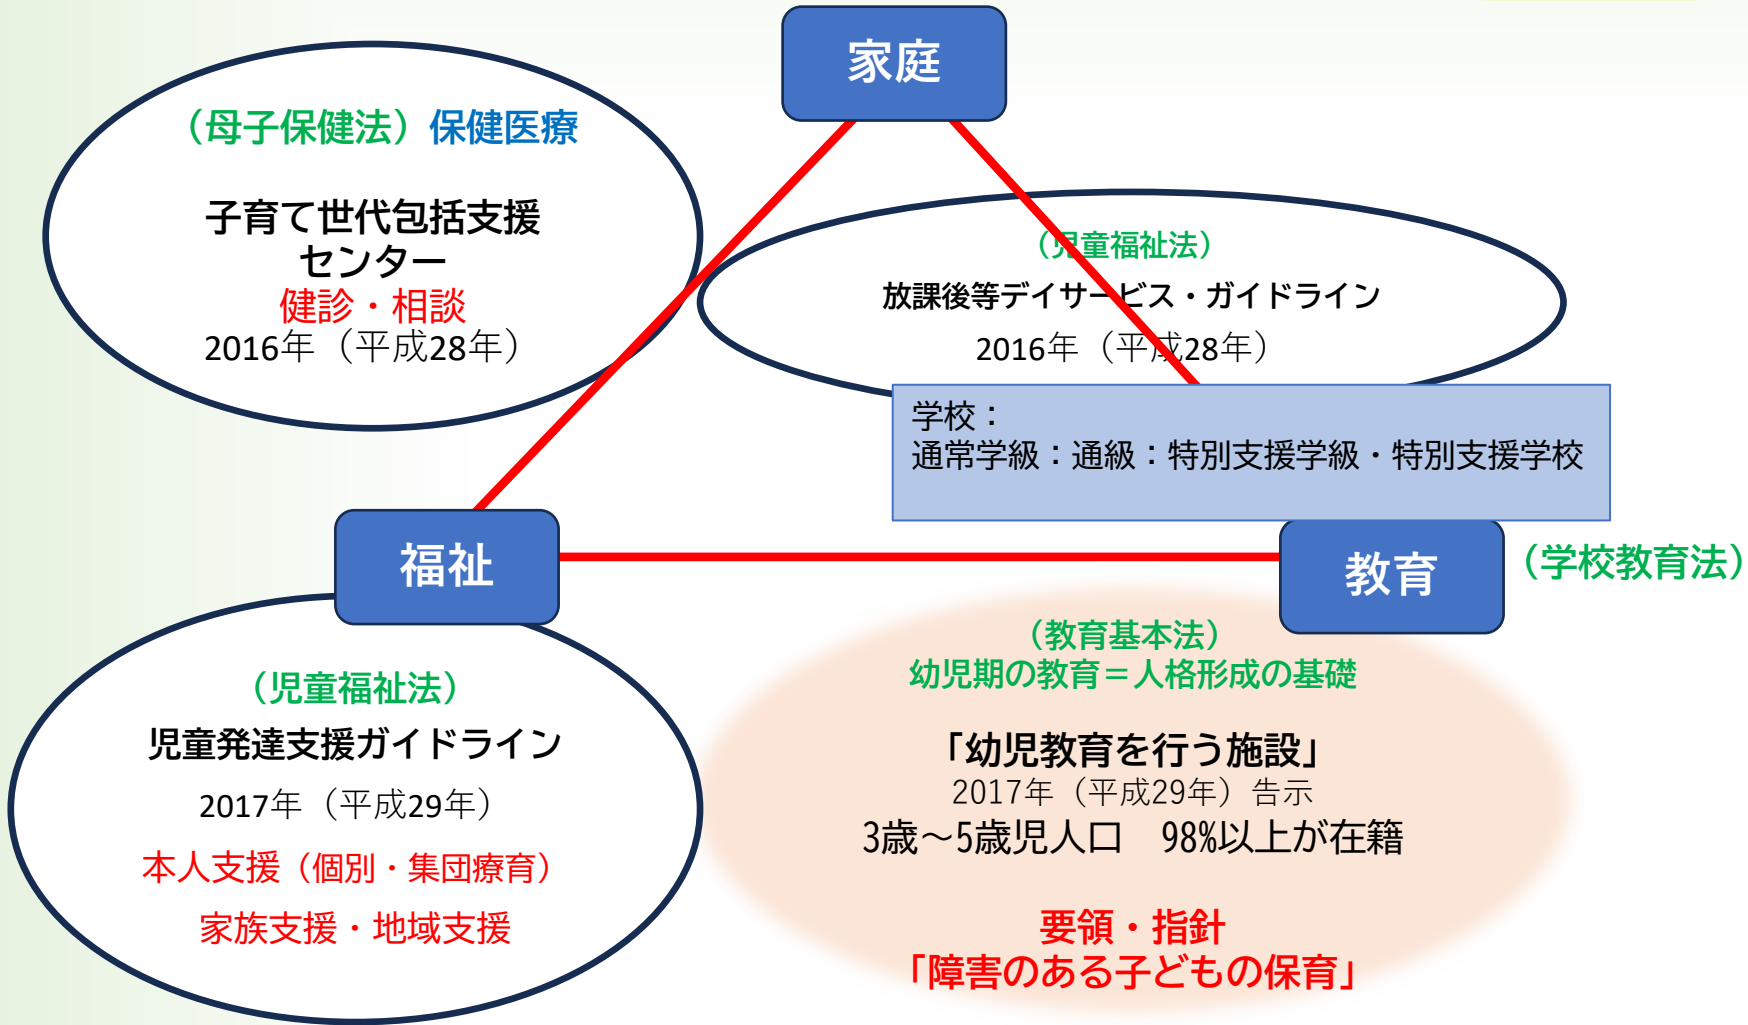 家庭
（母子保健法）保健医療
子育て世代包括支援
センター
健診・相談
2016年（平成28年）
（児童福祉法）
放課後等デイサービス・ガイドライン
2016年（平成28年）
学校：
通常学級：通級：特別支援学級・特別支援学校
福祉
教育
（学校教育法）
（児童福祉法）
児童発達支援ガイドライン
2017年（平成29年）
本人支援（個別・集団療育）
家族支援・地域支援
（教育基本法）
幼児期の教育＝人格形成の基礎
「幼児教育を行う施設」
2017年（平成29年）告示
3歳～5歳児人口　98%以上が在籍
要領・指針
「障害のある子どもの保育」